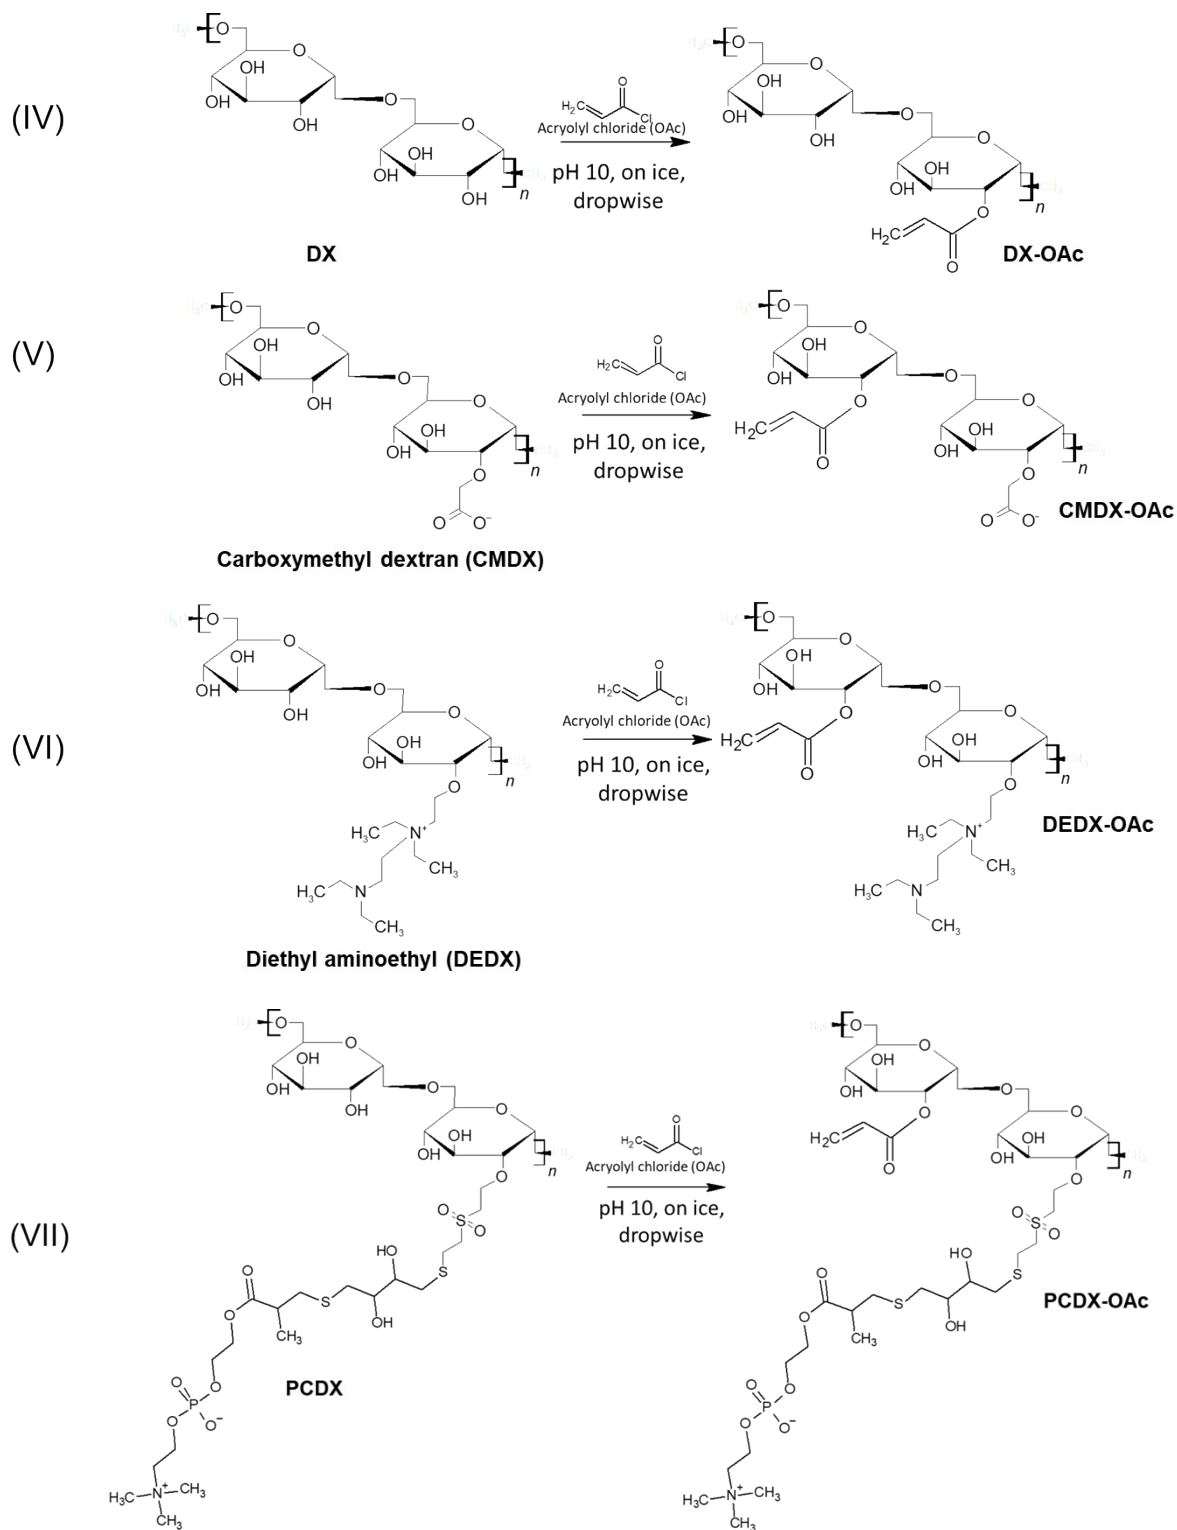 (IV)
O
O
OH
OH
OH
O
O
OH
OH
OH
n
DX
O
H₂C
Cl
Acryolyl chloride (OAc)
pH 10, on ice,
dropwise
O
O
OH
OH
OH
O
O
OH
OH
O
n
H₂C
O
DX-OAc
(V)
O
O
OH
OH
OH
O
O
OH
OH
O
n
O
O⁻
Carboxymethyl dextran (CMDX)
O
H₂C
Cl
Acryolyl chloride (OAc)
pH 10, on ice,
dropwise
O
O
OH
OH
O
O
O
OH
OH
O
n
H₂C
O
O
O⁻
CMDX-OAc
(VI)
O
O
OH
OH
OH
O
O
OH
OH
O
n
H₃C
N⁺
CH₃
H₃C
N
CH₃
Diethyl aminoethyl (DEDX)
O
H₂C
Cl
Acryolyl chloride (OAc)
pH 10, on ice,
dropwise
O
O
OH
OH
O
O
O
OH
OH
O
n
H₂C
O
H₃C
N⁺
CH₃
H₃C
N
CH₃
DEDX-OAc
(VII)
O
O
OH
OH
OH
O
O
OH
OH
O
n
O
S
O
HO
S
O
S
O
CH₃
OH
O
O
P
O
O⁻
H₃C
N⁺
CH₃
CH₃
PCDX
O
H₂C
Cl
Acryolyl chloride (OAc)
pH 10, on ice,
dropwise
O
O
OH
OH
O
O
O
OH
OH
O
n
H₂C
O
O
S
O
HO
S
O
S
O
CH₃
OH
O
O
P
O
O⁻
H₃C
N⁺
CH₃
CH₃
PCDX-OAc